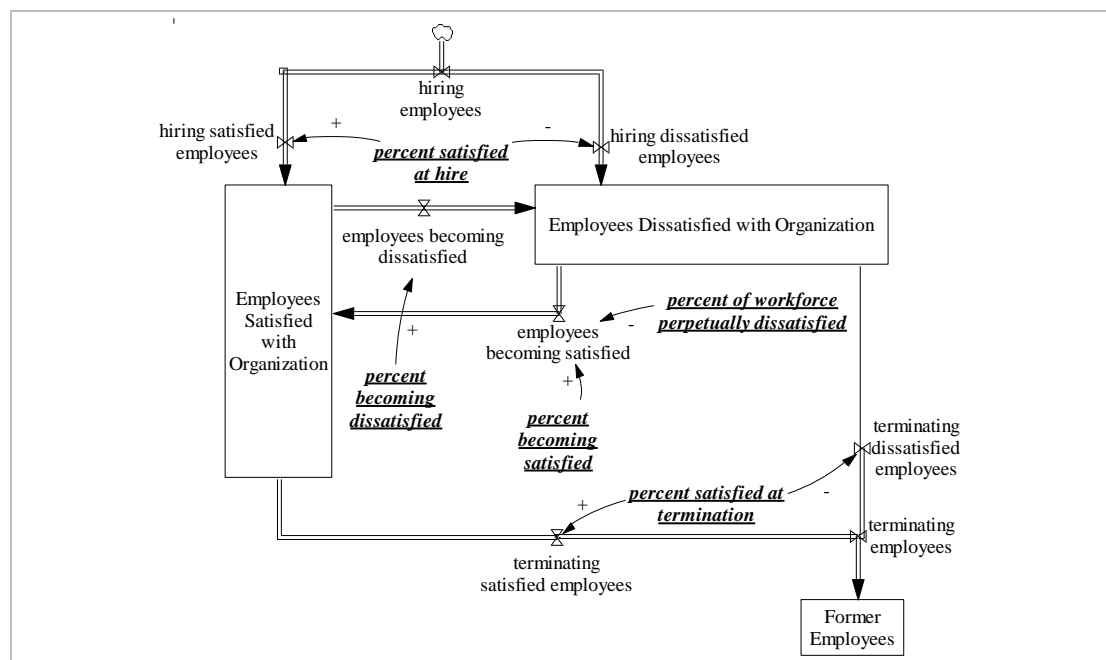 hiring
employees
+
-
hiring satisfied
employees
percent satisfied
at hire
hiring dissatisfied
employees
Employees Dissatisfied with Organization
employees becoming
dissatisfied
Employees
Satisfied
with
Organization
percent of workforce
perpetually dissatisfied
+
-
employees
becoming satisfied
percent
becoming
dissatisfied
+
percent
becoming
satisfied
terminating
dissatisfied
employees
percent satisfied at
termination
+
-
terminating
employees
terminating
satisfied employees
Former
Employees